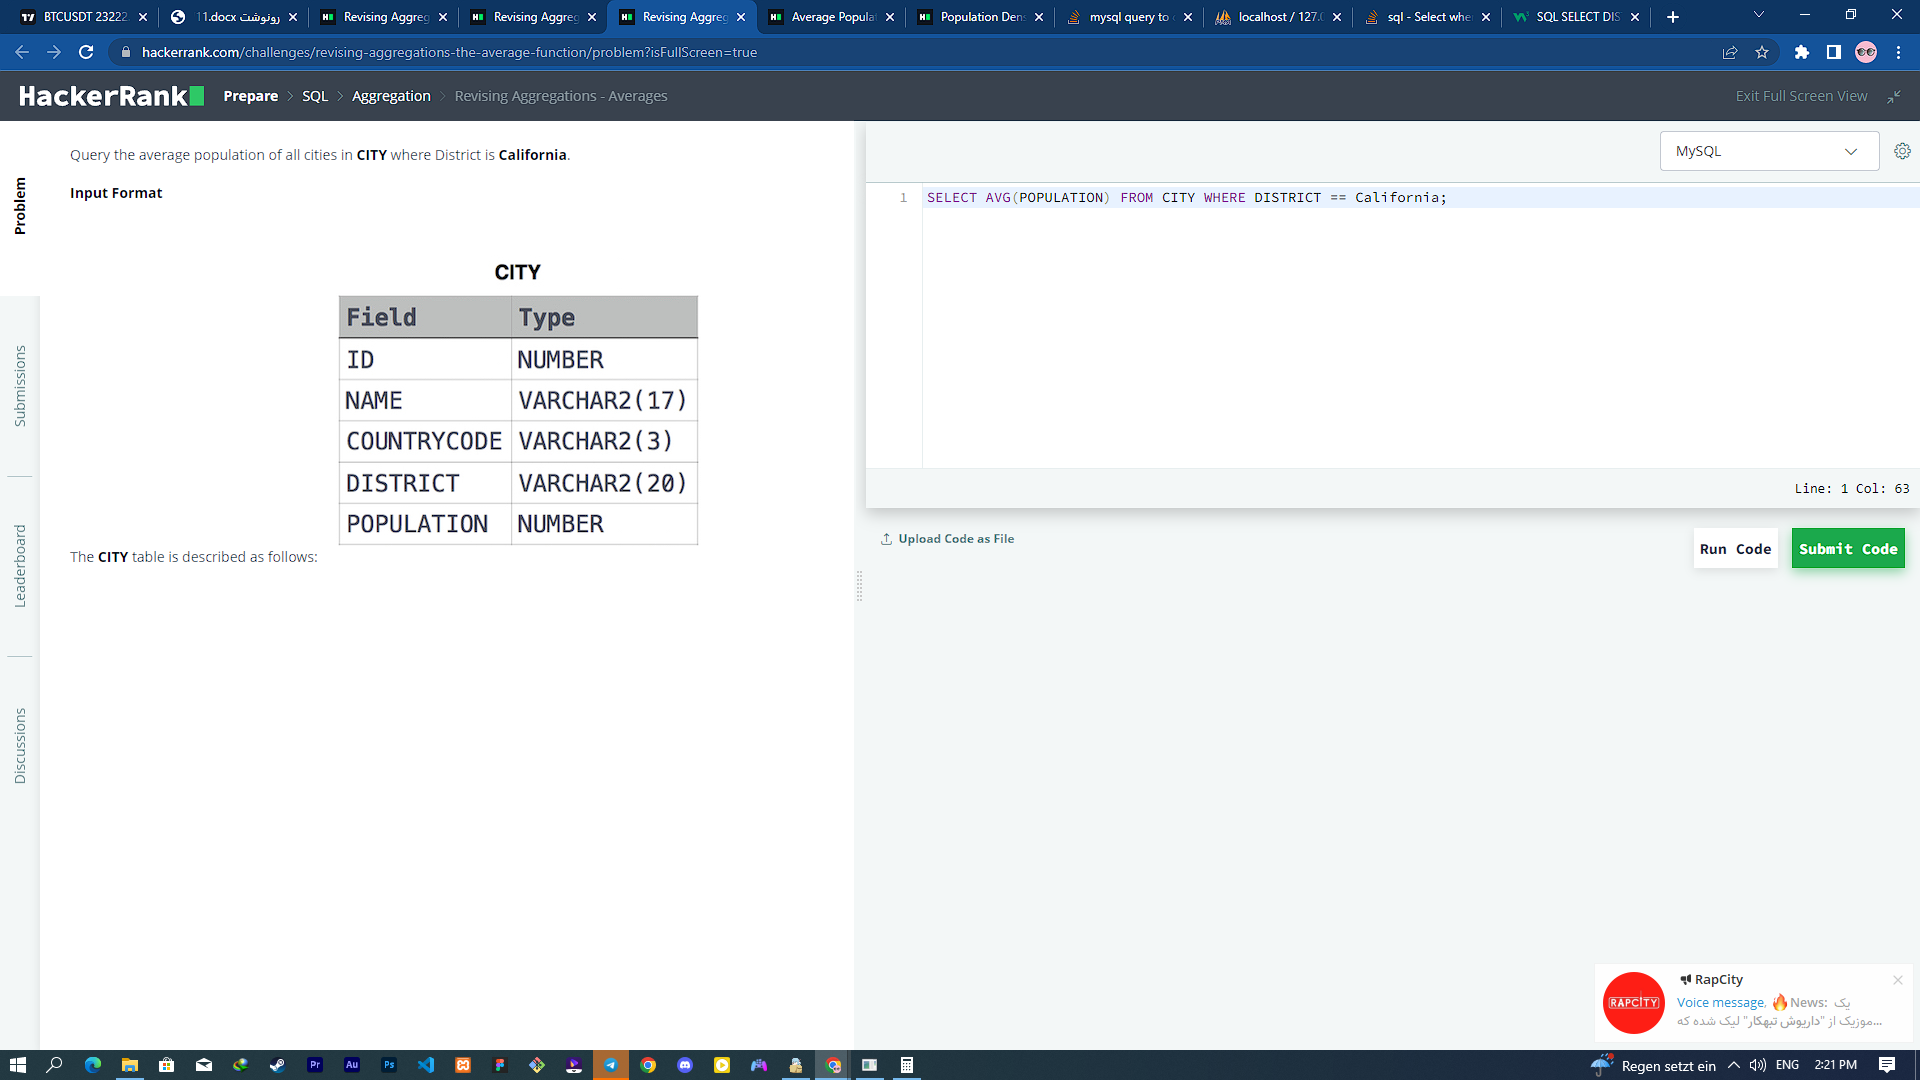 BTCUSDT 23222
رونوشت 11.docx
Revising Aggreg
Revising Aggreg
Revising Aggreg
Average Populat
Population Dens
mysql query to
localhost / 127.0
sql - Select whe
SQL SELECT DIS
hackerrank.com/challenges/revising-aggregations-the-average-function/problem?isFullScreen=true
HackerRank
Prepare > SQL > Aggregation > Revising Aggregations - Averages
Exit Full Screen View
Problem
Submissions
Leaderboard
Discussions
Query the average population of all cities in CITY where District is California.
Input Format
CITY
Field Type
ID NUMBER
NAME VARCHAR2(17)
COUNTRYCODE VARCHAR2(3)
DISTRICT VARCHAR2(20)
POPULATION NUMBER
The CITY table is described as follows:
MySQL
1 SELECT AVG(POPULATION) FROM CITY WHERE DISTRICT == California;
Line: 1 Col: 63
Upload Code as File
Run Code
Submit Code
RAPCITY
RapCity
Voice message, 🔥News: یک
موزیک از "داریوش تبهکار" لیک شده که...
Pr
Au
Ps
Regen setzt ein
ENG
2:21 PM